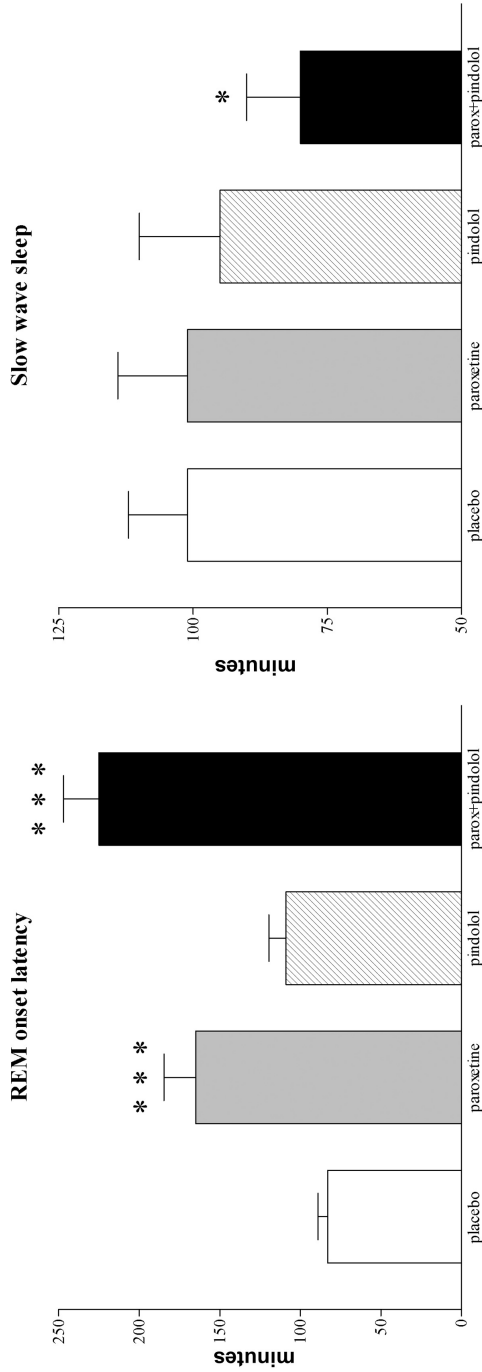 REM onset latency
minutes
250
200
150
100
50
0
* * *
* * *
placebo
paroxetine
pindolol
parox+pindolol
Slow wave sleep
minutes
125
100
75
50
*
placebo
paroxetine
pindolol
parox+pindolol